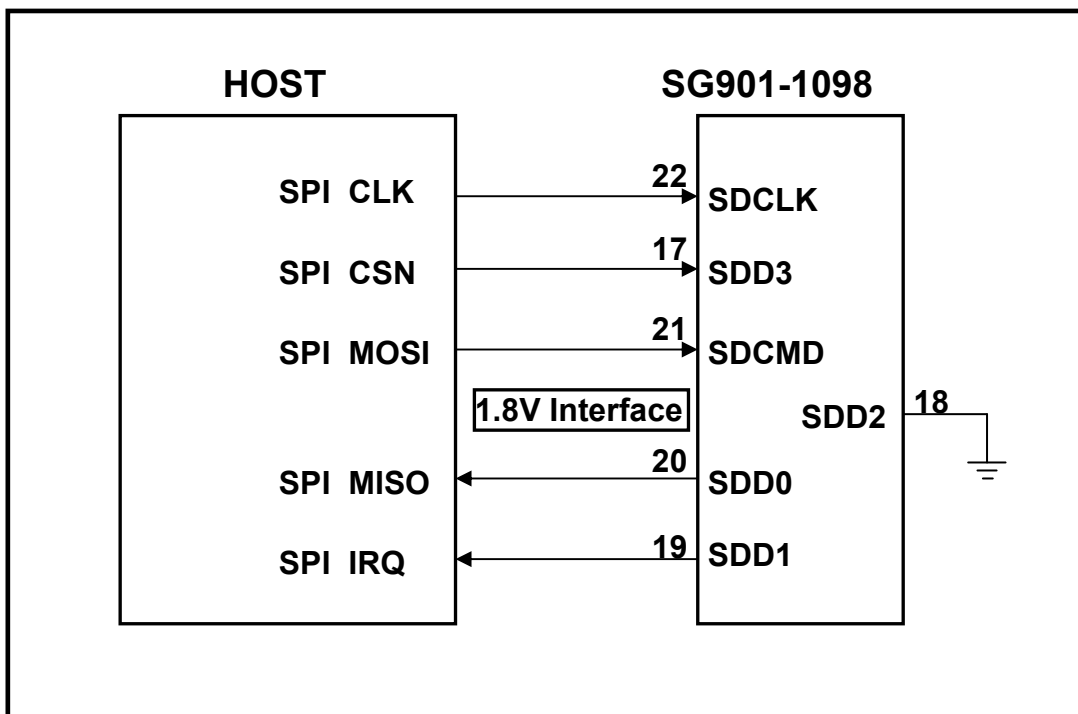 HOST
SG901-1098
SPI CLK
22
SDCLK
SPI CSN
17
SDD3
SPI MOSI
21
SDCMD
1.8V Interface
SDD2
18
SPI MISO
20
SDD0
SPI IRQ
19
SDD1